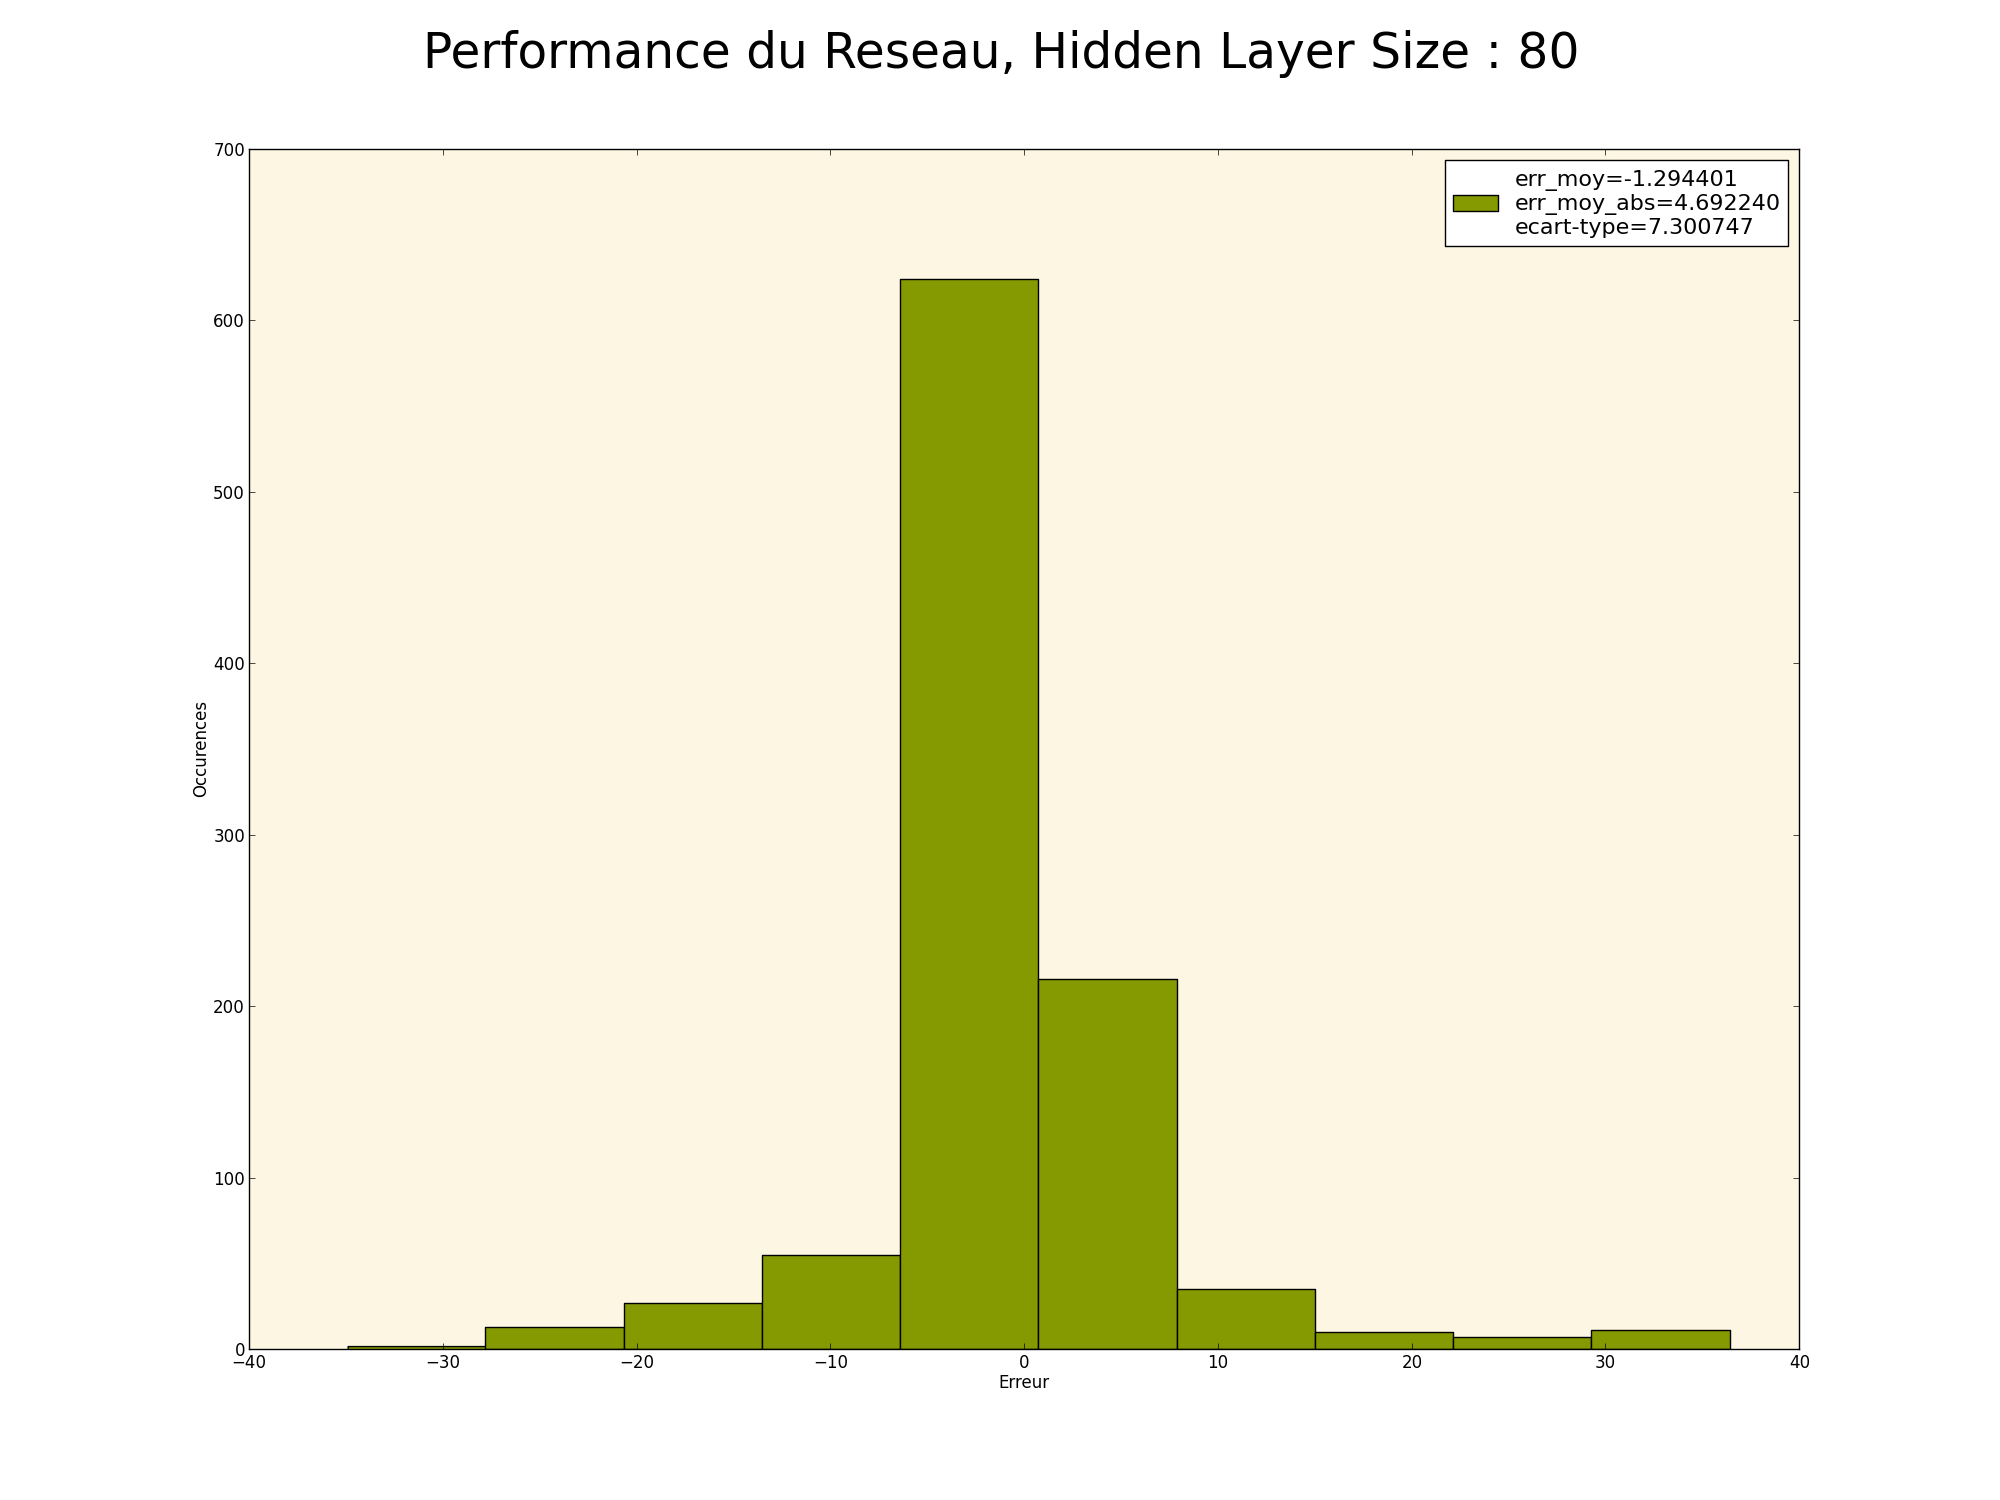 Performance du Reseau, Hidden Layer Size : 80
err_moy=-1.294401
err_moy_abs=4.692240
ecart-type=7.300747
700
600
500
400
300
200
100
0
Occurences
−40 −30 −20 −10 0 10 20 30 40
Erreur